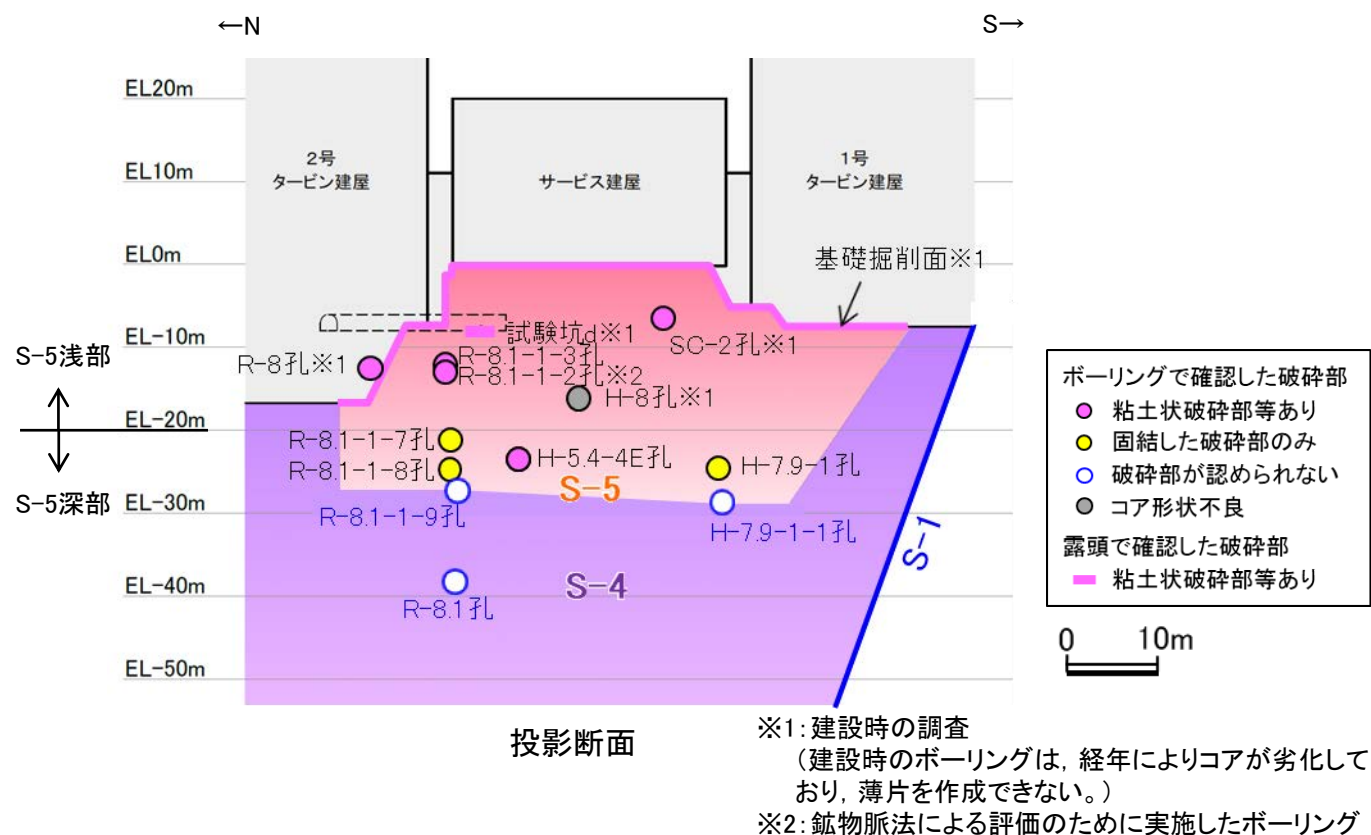 ←N
S→
EL20m
EL10m
EL0m
EL-10m
EL-20m
EL-30m
EL-40m
EL-50m
2号
タービン建屋
サービス建屋
1号
タービン建屋
基礎掘削面※1
試験坑d※1
SC-2孔※1
R-8孔※1
R-8.1-1-3孔
R-8.1-1-2孔※2
H-8孔※1
S-5浅部
S-5深部
R-8.1-1-7孔
R-8.1-1-8孔
H-5.4-4E孔
H-7.9-1孔
S-5
R-8.1-1-9孔
H-7.9-1-1孔
S-1
S-4
R-8.1孔
ボーリングで確認した破砕部
粘土状破砕部等あり
固結した破砕部のみ
破砕部が認められない
コア形状不良
露頭で確認した破砕部
粘土状破砕部等あり
0 10m
投影断面
※1:建設時の調査
(建設時のボーリングは,経年によりコアが劣化して
おり,薄片を作成できない。)
※2:鉱物脈法による評価のために実施したボーリング